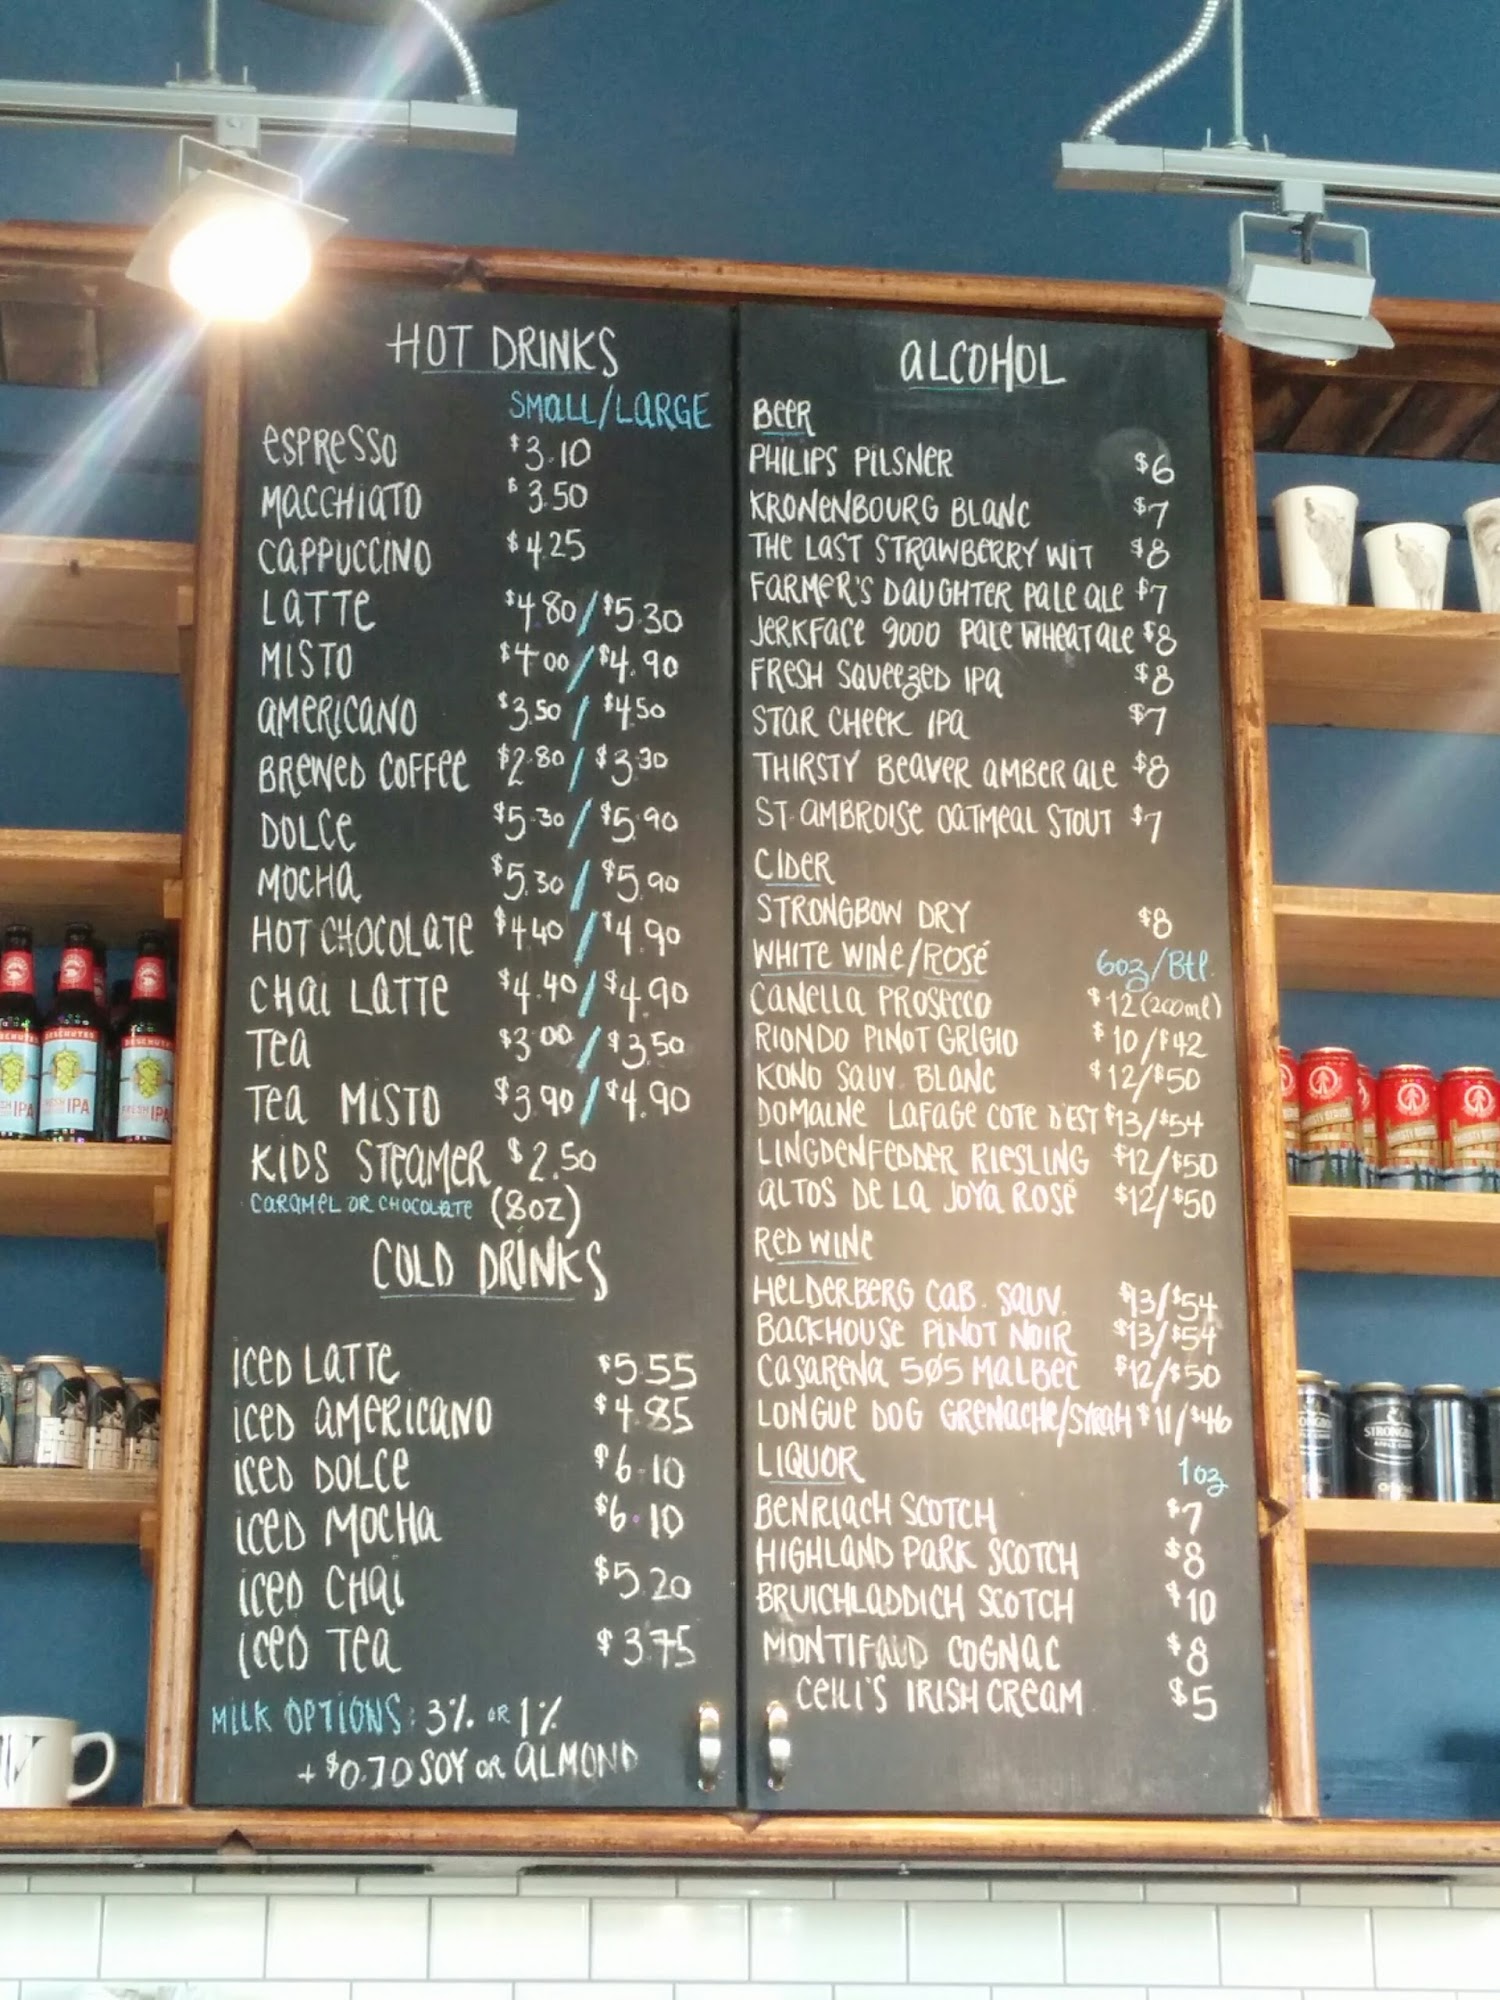 HOT DRINKS
SMALL/LARGE
ESPRESSO $3.10
MACCHIATO $3.50
CAPPUCCINO $4.25
LATTE $4.80/$5.30
MISTO $4.00/$4.90
AMERICANO $3.50/$4.50
BREWED COFFEE $2.80/$3.30
DOLCE $5.30/$5.90
MOCHA $5.30/$5.90
HOT CHOCOLATE $4.40/$4.90
CHAI LATTE $4.40/$4.90
TEA $3.00/$3.50
TEA MISTO $3.90/$4.90
KIDS STEAMER $2.50
CARAMEL OR CHOCOLATE (8OZ)
COLD DRINKS
ICED LATTE $5.55
ICED AMERICANO $4.85
ICED DOLCE $6.10
ICED MOCHA $6.10
ICED CHAI $5.20
ICED TEA $3.75
MILK OPTIONS: 3% OR 1%
+ $0.70 SOY OR ALMOND
ALCOHOL
BEER
PHILIPS PILSNER $6
KRONENBOURG BLANC $7
THE LAST STRAWBERRY WIT $8
FARMER'S DAUGHTER PALE ALE $7
JERKFACE 9000 PALE WHEAT ALE $8
FRESH SQUEEZED IPA $8
STAR CHEEK IPA $7
THIRSTY BEAVER AMBER ALE $8
ST. AMBROISE OATMEAL STOUT $7
CIDER
STRONGBOW DRY $8
WHITE WINE/ROSÉ 6oz/Btl.
CANELLA PROSECCO $12 (200ml)
RIONDO PINOT GRIGIO $10/$42
KONO SAUV. BLANC $12/$50
DOMAINE LAFAGE COTE D'EST $13/$54
LINGDENFEDDER RIESLING $12/$50
ALTOS DE LA JOYA ROSÉ $12/$50
RED WINE
HELDERBERG CAB. SAUV. $13/$54
BACKHOUSE PINOT NOIR $13/$54
CASARENA 505 MALBEC $12/$50
LONGUE DOG GRENACHE/SYRAH $11/$46
LIQUOR 1oz
BENRIACH SCOTCH $7
HIGHLAND PARK SCOTCH $8
BRUICHLADDICH SCOTCH $10
MONTIFAUD COGNAC $8
CEILI'S IRISH CREAM $5
DESCHUTES
IPA
FRESH IPA
STRONGBOW